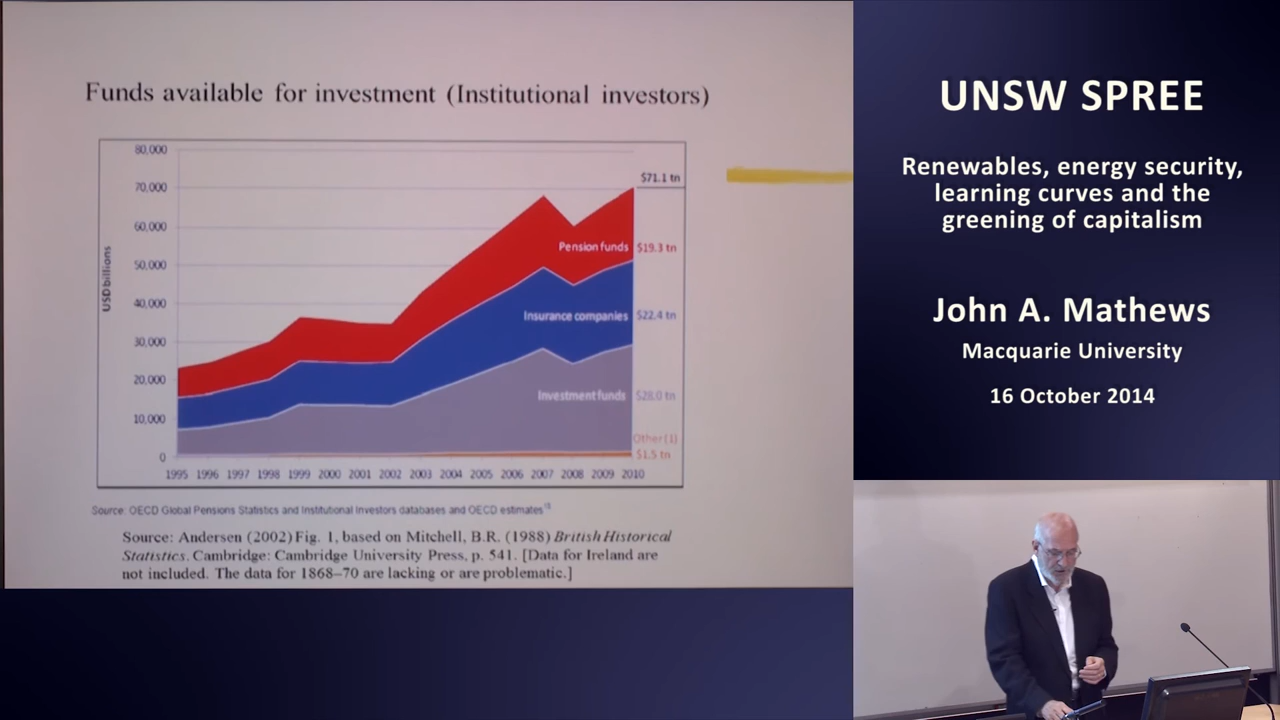 Funds available for investment (Institutional investors)
80,000
70,000
60,000
50,000
40,000
30,000
20,000
10,000
0
USD billions
$71.1 tn
Pension funds $19.3 tn
Insurance companies $22.4 tn
Investment funds $28.0 tn
Other (1)
$1.5 tn
1995 1996 1997 1998 1999 2000 2001 2002 2003 2004 2005 2006 2007 2008 2009 2010
Source: OECD Global Pensions Statistics and Institutional Investors databases and OECD estimates
Source: Andersen (2002) Fig. 1, based on Mitchell, B.R. (1988) British Historical
Statistics. Cambridge: Cambridge University Press, p. 541. [Data for Ireland are
not included. The data for 1868–70 are lacking or are problematic.]
UNSW SPREE
Renewables, energy security,
learning curves and the
greening of capitalism
John A. Mathews
Macquarie University
16 October 2014